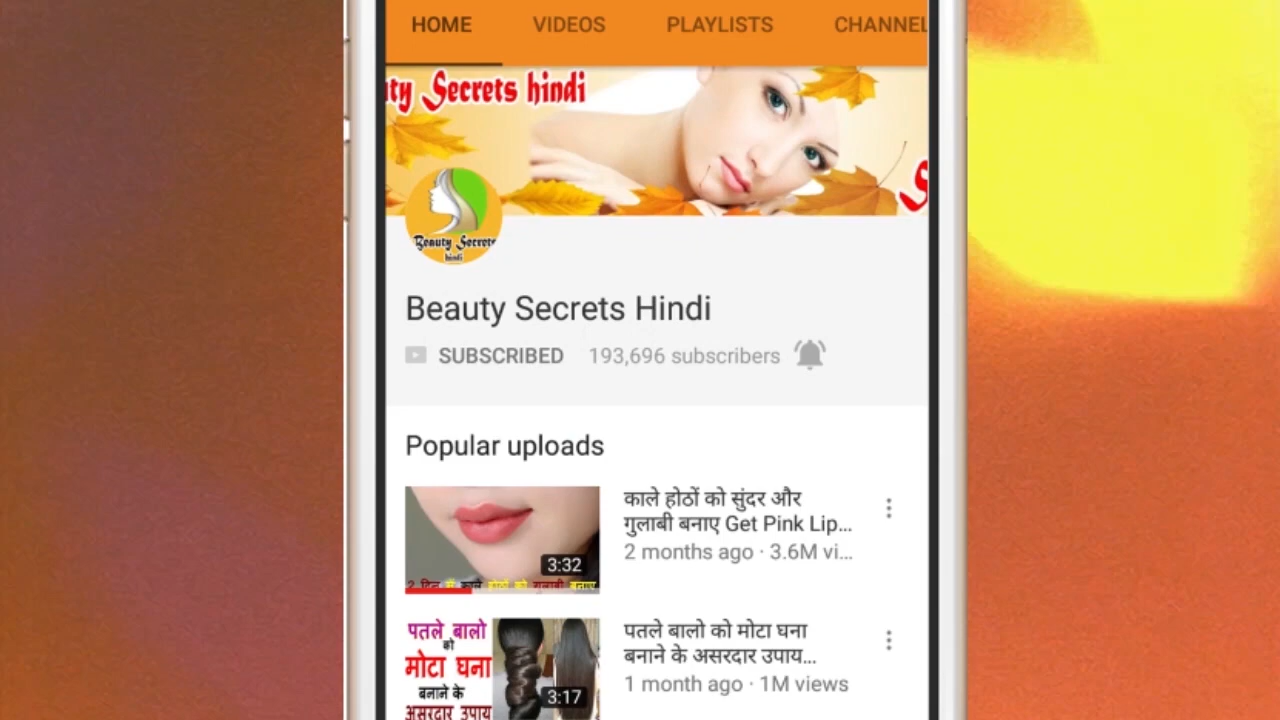 HOME VIDEOS PLAYLISTS CHANNEL
ty Secrets hindi
S
Beauty Secrets
hindi
Beauty Secrets Hindi
SUBSCRIBED 193,696 subscribers
Popular uploads
काले होठों को सुंदर और
गुलाबी बनाए Get Pink Lip...
2 months ago · 3.6M vi...
3:32
2 दिन में काले होठों को गुलाबी बनाए
पतले बालो को मोटा घना
बनाने के असरदार उपाय...
1 month ago · 1M views
पतले बालो
को
मोटा घना
बनाने के
असरदार उपाय
3:17